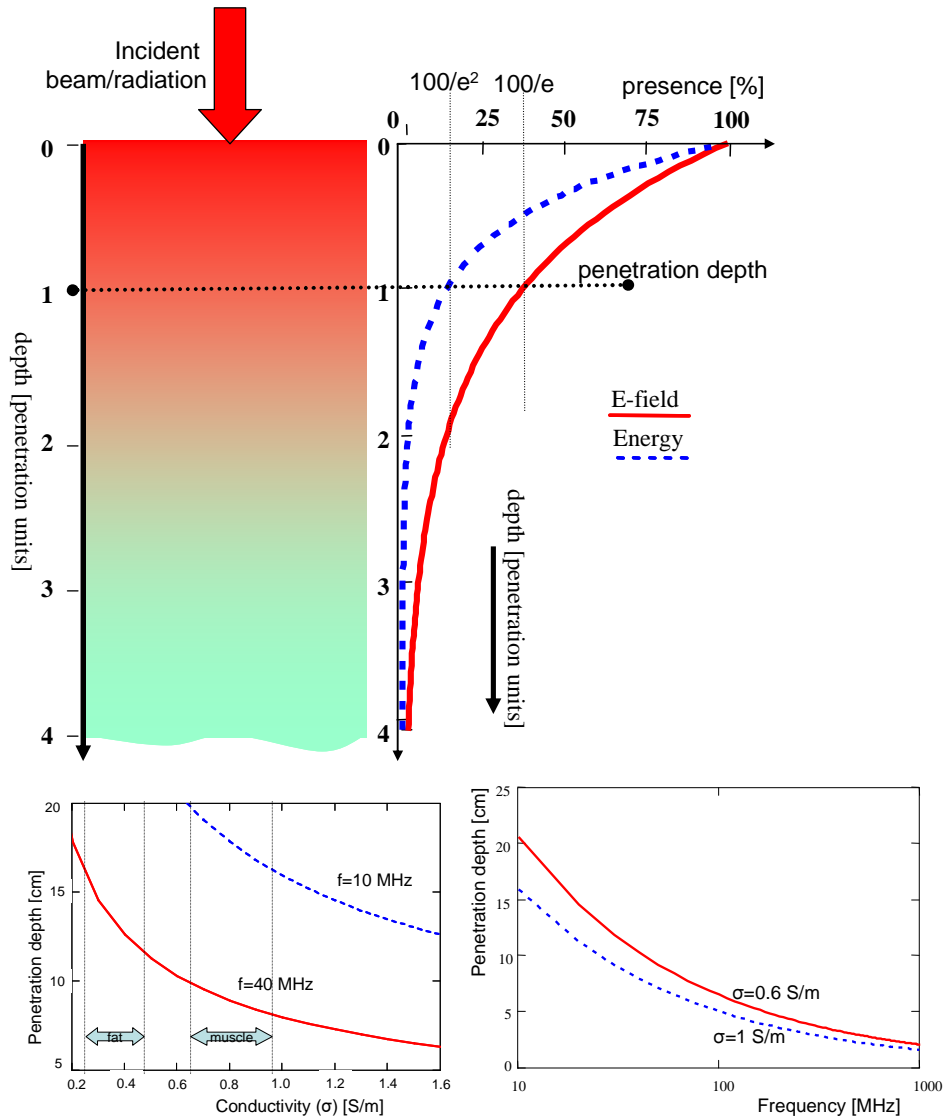 Incident
beam/radiation
100/e² 100/e presence [%]
0 25 50 75 100
0
1
2
3
4
depth [penetration units]
0
1
2
3
4
penetration depth
E-field
Energy
depth [penetration units]
Penetration depth [cm]
20
15
10
5
f=10 MHz
f=40 MHz
fat
muscle
0.2 0.4 0.6 0.8 1.0 1.2 1.4 1.6
Conductivity (σ) [S/m]
Penetration depth [cm]
25
20
15
10
5
0
σ=0.6 S/m
σ=1 S/m
10 100 1000
Frequency [MHz]